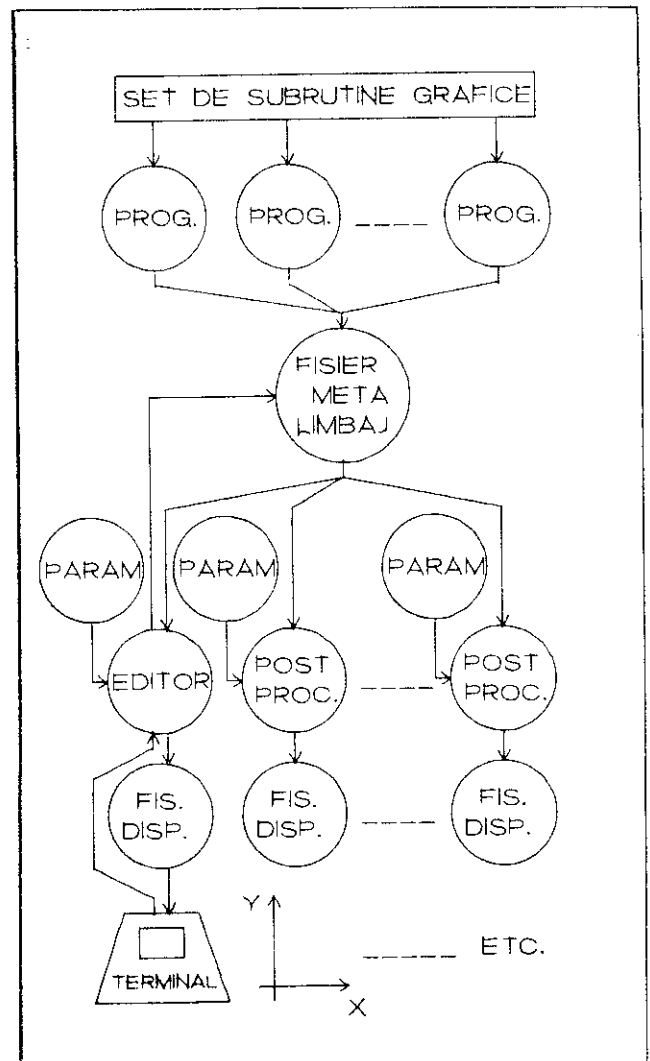 SET DE SUBRUTINE GRAFICE
PROG. PROG. PROG.
FISIER
META
LIMBAJ
PARAM PARAM PARAM
EDITOR
POST
PROC.
POST
PROC.
FIS.
DISP.
FIS.
DISP.
FIS.
DISP.
TERMINAL
Y
X
ETC.